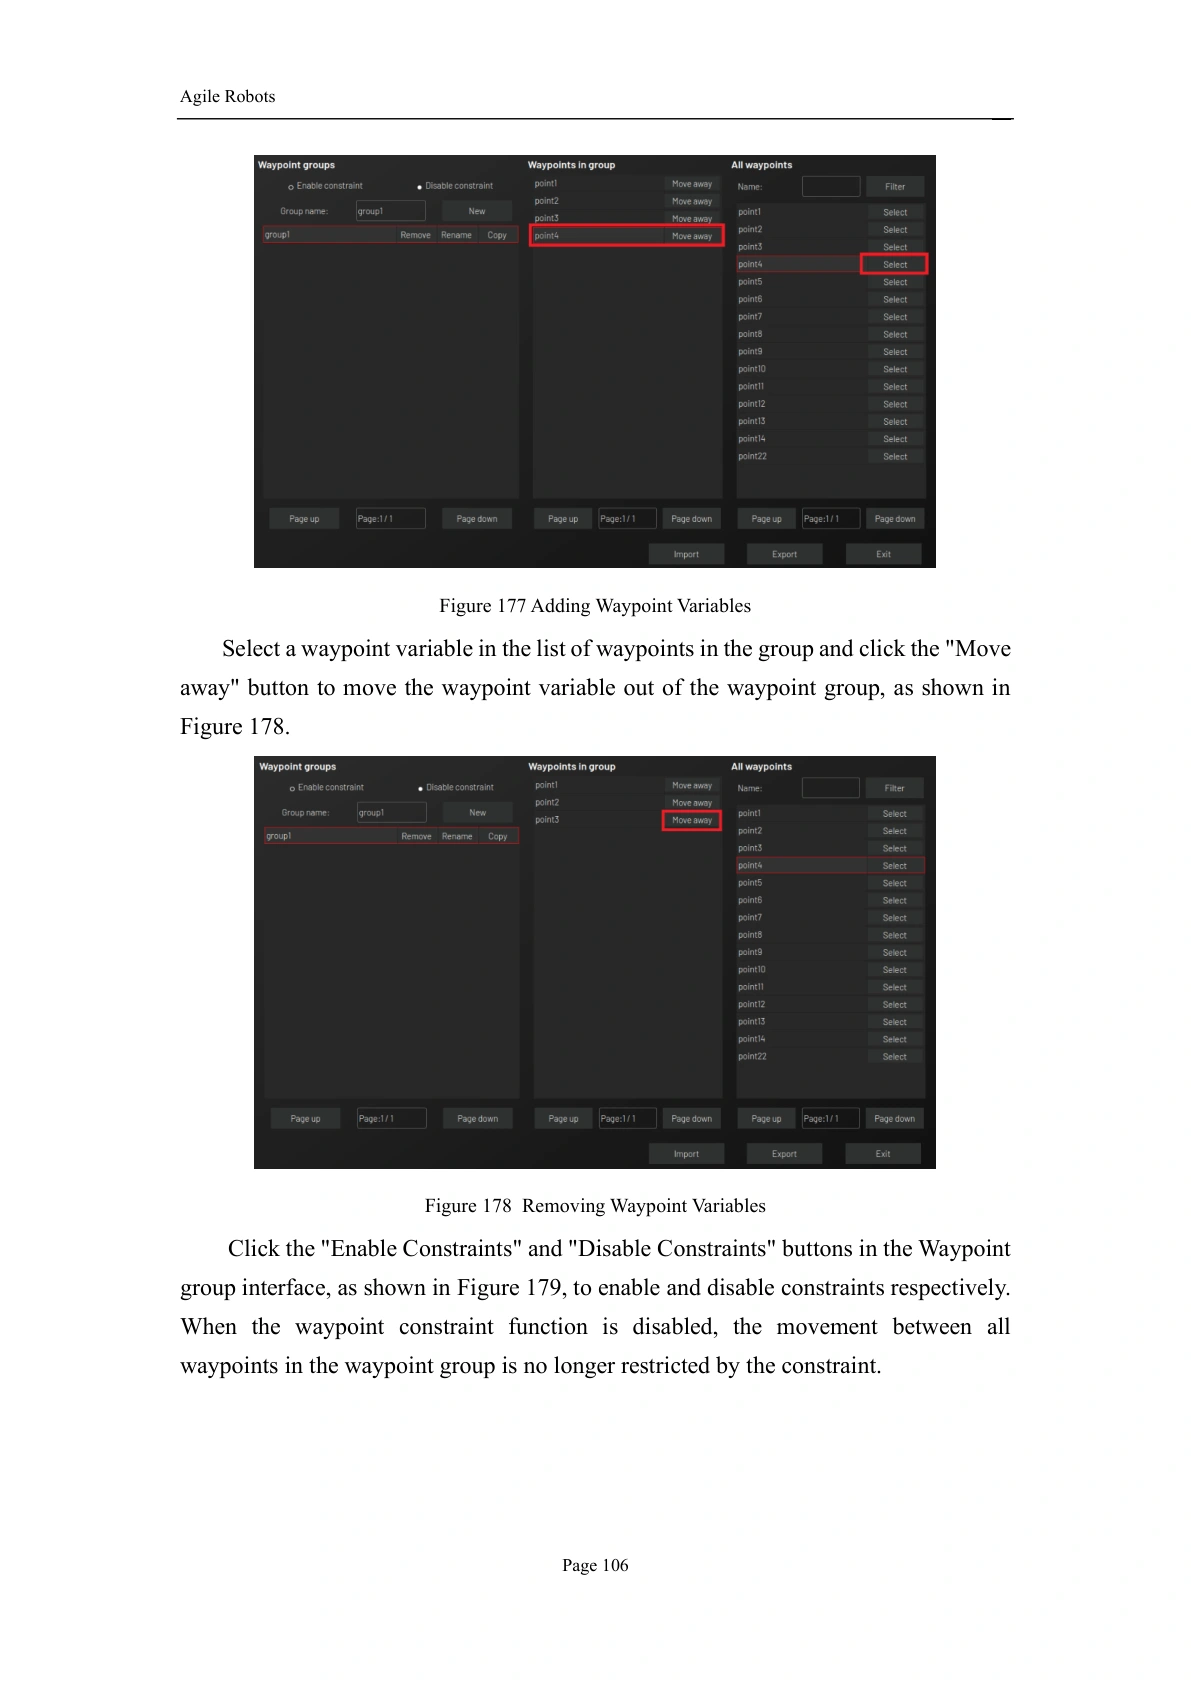 Agile Robots
Waypoint groups
Enable constraint Disable constraint
Group name: group1 New
group1 Remove Rename Copy
Page up Page:1/1 Page down
Waypoints in group
point1 Move away
point2 Move away
point3 Move away
point4 Move away
Page up Page:1/1 Page down
All waypoints
Name: Filter
point1 Select
point2 Select
point3 Select
point4 Select
point5 Select
point6 Select
point7 Select
point8 Select
point9 Select
point10 Select
point11 Select
point12 Select
point13 Select
point14 Select
point22 Select
Page up Page:1/1 Page down
Import Export Exit
Figure 177 Adding Waypoint Variables
Select a waypoint variable in the list of waypoints in the group and click the "Move
away" button to move the waypoint variable out of the waypoint group, as shown in
Figure 178.
Waypoint groups
Enable constraint Disable constraint
Group name: group1 New
group1 Remove Rename Copy
Page up Page:1/1 Page down
Waypoints in group
point1 Move away
point2 Move away
point3 Move away
Page up Page:1/1 Page down
All waypoints
Name: Filter
point1 Select
point2 Select
point3 Select
point4 Select
point5 Select
point6 Select
point7 Select
point8 Select
point9 Select
point10 Select
point11 Select
point12 Select
point13 Select
point14 Select
point22 Select
Page up Page:1/1 Page down
Import Export Exit
Figure 178 Removing Waypoint Variables
Click the "Enable Constraints" and "Disable Constraints" buttons in the Waypoint
group interface, as shown in Figure 179, to enable and disable constraints respectively.
When the waypoint constraint function is disabled, the movement between all
waypoints in the waypoint group is no longer restricted by the constraint.
Page 106